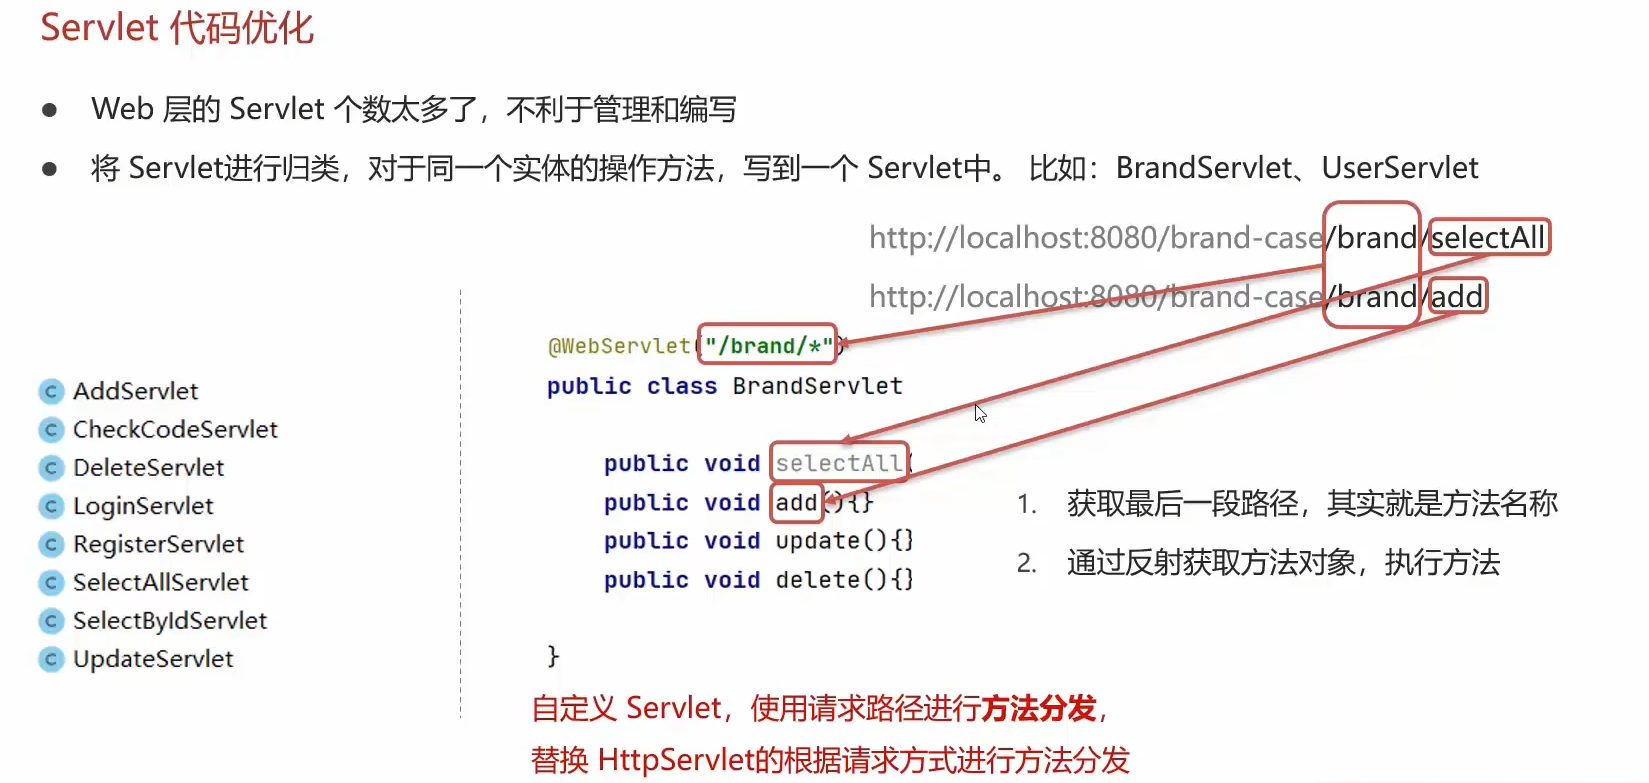 Servlet 代码优化
● Web 层的 Servlet 个数太多了，不利于管理和编写
● 将 Servlet进行归类，对于同一个实体的操作方法，写到一个 Servlet中。 比如：BrandServlet、UserServlet
http://localhost:8080/brand-case/brand/selectAll
http://localhost:8080/brand-case/brand/add
AddServlet
CheckCodeServlet
DeleteServlet
LoginServlet
RegisterServlet
SelectAllServlet
SelectByIdServlet
UpdateServlet
@WebServlet("/brand/*")
public class BrandServlet
public void selectAll(
public void add(){}
public void update(){}
public void delete(){}
}
1. 获取最后一段路径，其实就是方法名称
2. 通过反射获取方法对象，执行方法
自定义 Servlet，使用请求路径进行方法分发，
替换 HttpServlet的根据请求方式进行方法分发